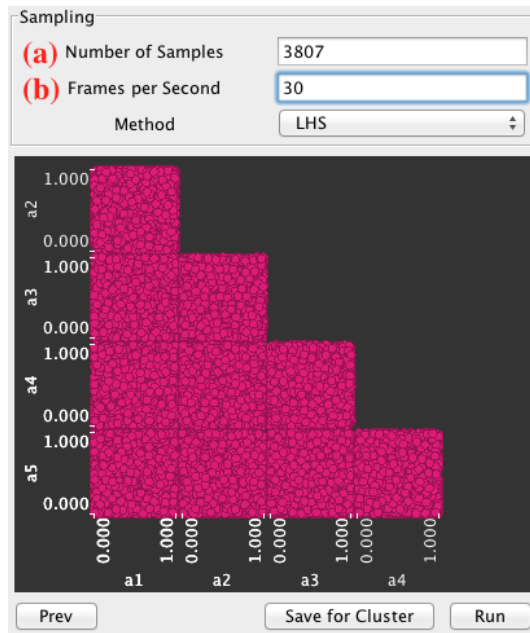 Sampling
(a) Number of Samples 3807
(b) Frames per Second 30
Method LHS
1.000
a2
0.000
1.000
a3
0.000
1.000
a4
0.000
1.000
a5
0.000
0.000 1.000 0.000 1.000 0.000 1.000 0.000 1.000
a1 a2 a3 a4
Prev Save for Cluster Run